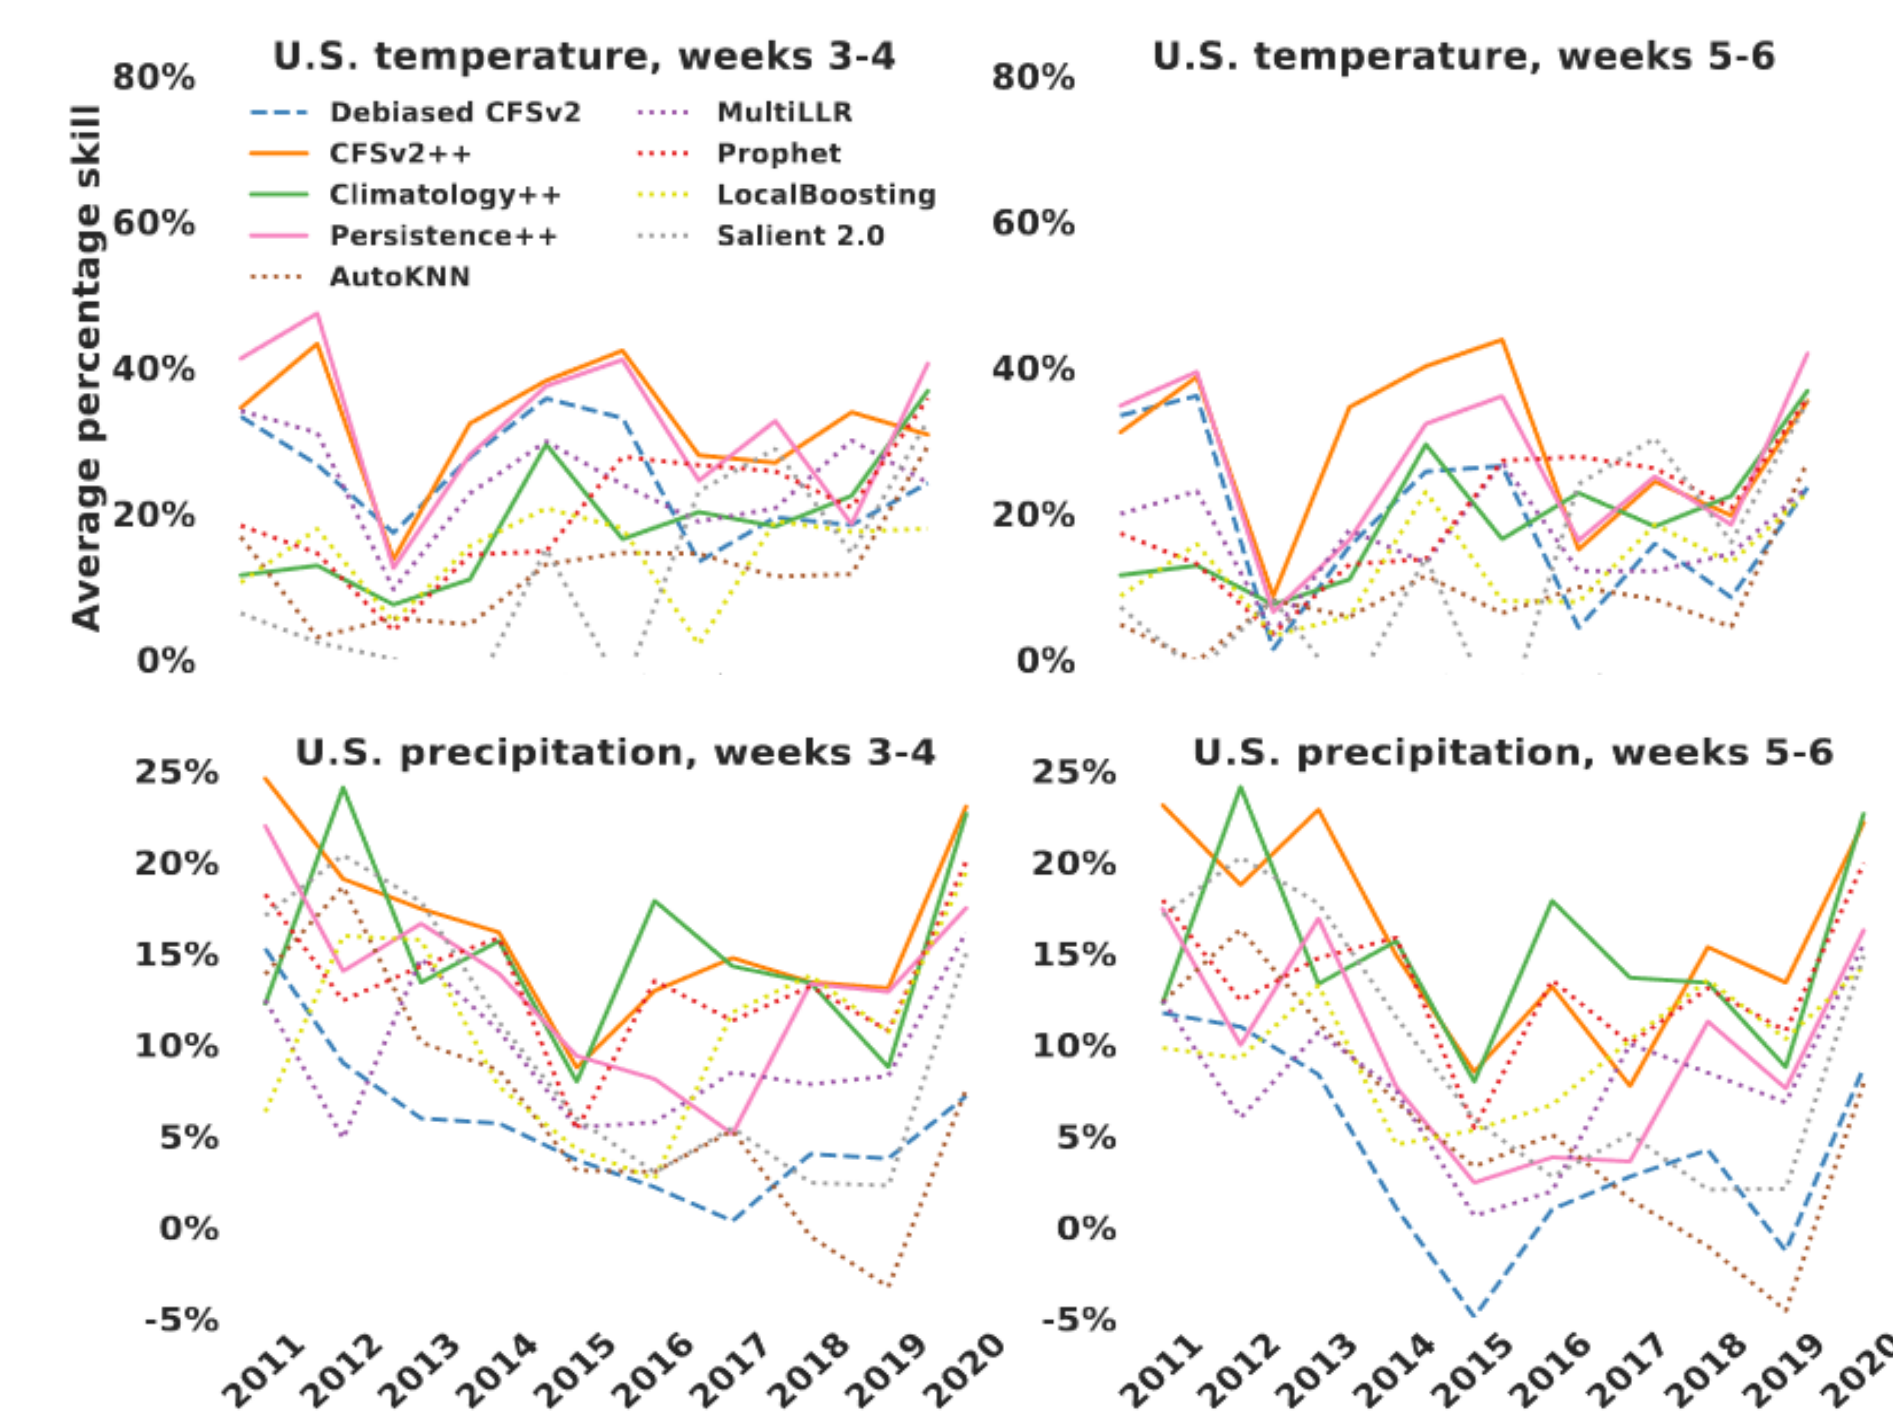 U.S. temperature, weeks 3-4
80%
60%
40%
20%
0%
Average percentage skill
Debiased CFSv2
CFSv2++
Climatology++
Persistence++
AutoKNN
MultiLLR
Prophet
LocalBoosting
Salient 2.0
U.S. temperature, weeks 5-6
80%
60%
40%
20%
0%
U.S. precipitation, weeks 3-4
25%
20%
15%
10%
5%
0%
-5%
2011 2012 2013 2014 2015 2016 2017 2018 2019 2020
U.S. precipitation, weeks 5-6
25%
20%
15%
10%
5%
0%
-5%
2011 2012 2013 2014 2015 2016 2017 2018 2019 2020